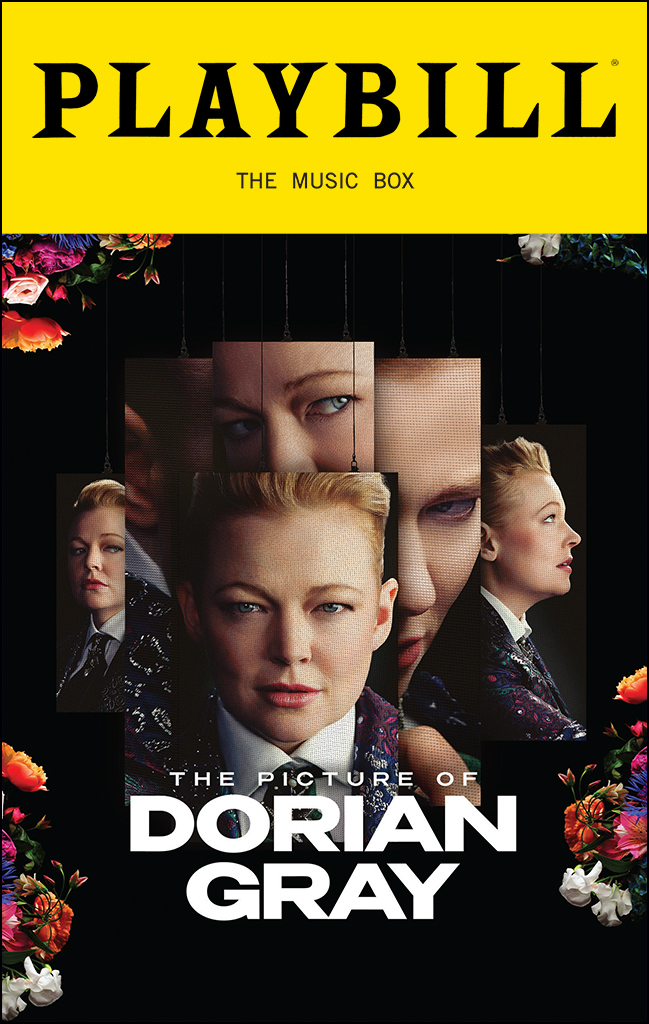 PLAYBILL®
THE MUSIC BOX
THE PICTURE OF
DORIAN
GRAY